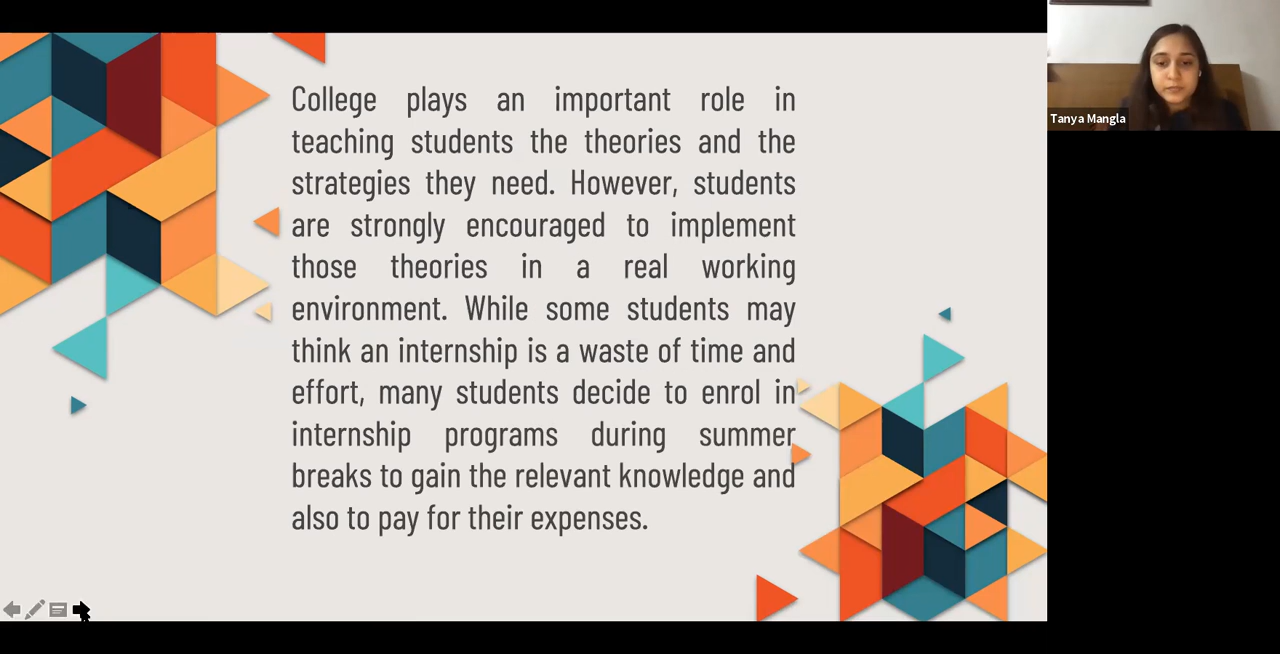 College plays an important role in
teaching students the theories and the
strategies they need. However, students
are strongly encouraged to implement
those theories in a real working
environment. While some students may
think an internship is a waste of time and
effort, many students decide to enrol in
internship programs during summer
breaks to gain the relevant knowledge and
also to pay for their expenses.
Tanya Mangla